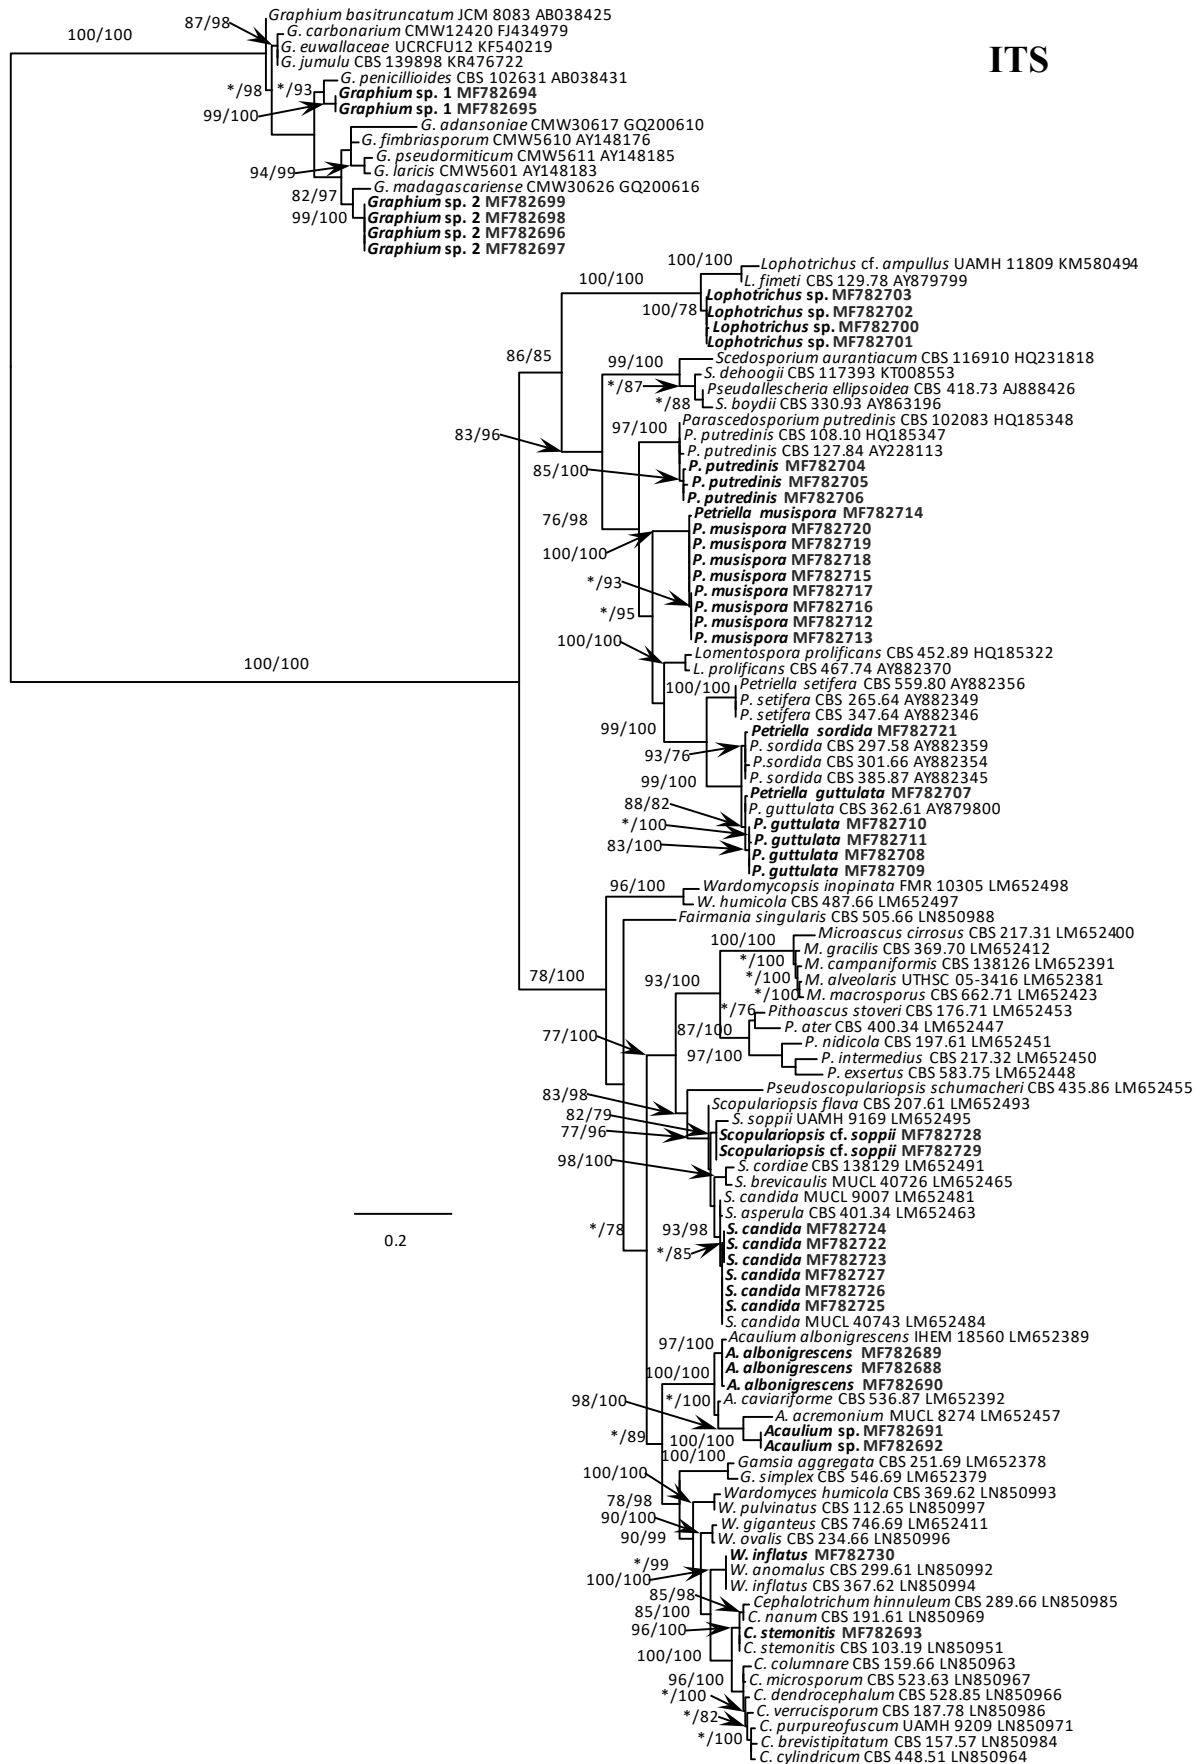 ITS
Graphium basitruncatum JCM 8083 AB038425
87/98
G. carbonarium CMW12420 FJ434979
100/100
G. euwallaceae UCRCFU12 KF540219
G. jumulu CBS 139898 KR476722
G. penicillioides CBS 102631 AB038431
*/98
*/93
Graphium sp. 1 MF782694
Graphium sp. 1 MF782695
99/100
G. adansoniae CMW30617 GQ200610
G. fimbriasporum CMW5610 AY148176
G. pseudormiticum CMW5611 AY148185
94/99
G. laricis CMW5601 AY148183
G. madagascariense CMW30626 GQ200616
82/97
Graphium sp. 2 MF782699
99/100
Graphium sp. 2 MF782698
Graphium sp. 2 MF782696
Graphium sp. 2 MF782697
100/100
Lophotrichus cf. ampullus UAMH 11809 KM580494
100/100
L. fimeti CBS 129.78 AY879799
Lophotrichus sp. MF782703
100/78
Lophotrichus sp. MF782702
Lophotrichus sp. MF782700
Lophotrichus sp. MF782701
86/85
99/100
Scedosporium aurantiacum CBS 116910 HQ231818
S. dehoogii CBS 117393 KT008553
*/87
Pseudallescheria ellipsoidea CBS 418.73 AJ888426
*/88
S. boydii CBS 330.93 AY863196
Parascedosporium putredinis CBS 102083 HQ185348
97/100
83/96
P. putredinis CBS 108.10 HQ185347
P. putredinis CBS 127.84 AY228113
85/100
P. putredinis MF782704
P. putredinis MF782705
P. putredinis MF782706
76/98
Petriella musispora MF782714
P. musispora MF782720
P. musispora MF782719
100/100
P. musispora MF782718
P. musispora MF782715
*/93
P. musispora MF782717
P. musispora MF782716
*/95
P. musispora MF782712
P. musispora MF782713
100/100
Lomentospora prolificans CBS 452.89 HQ185322
100/100
L. prolificans CBS 467.74 AY882370
100/100
Petriella setifera CBS 559.80 AY882356
P. setifera CBS 265.64 AY882349
P. setifera CBS 347.64 AY882346
99/100
Petriella sordida MF782721
93/76
P. sordida CBS 297.58 AY882359
P.sordida CBS 301.66 AY882354
P. sordida CBS 385.87 AY882345
99/100
Petriella guttulata MF782707
88/82
P. guttulata CBS 362.61 AY879800
*/100
P. guttulata MF782710
P. guttulata MF782711
83/100
P. guttulata MF782708
P. guttulata MF782709
96/100
Wardomycopsis inopinata FMR 10305 LM652498
W. humicola CBS 487.66 LM652497
Fairmania singularis CBS 505.66 LN850988
Microascus cirrosus CBS 217.31 LM652400
100/100
M. gracilis CBS 369.70 LM652412
*/100
M. campaniformis CBS 138126 LM652391
78/100
93/100
*/100
M. alveolaris UTHSC 05-3416 LM652381
*/100
M. macrosporus CBS 662.71 LM652423
*/76
Pithoascus stoveri CBS 176.71 LM652453
87/100
P. ater CBS 400.34 LM652447
77/100
P. nidicola CBS 197.61 LM652451
97/100
P. intermedius CBS 217.32 LM652450
P. exsertus CBS 583.75 LM652448
83/98
Pseudoscopulariopsis schumacheri CBS 435.86 LM652455
Scopulariopsis flava CBS 207.61 LM652493
82/79
S. soppii UAMH 9169 LM652495
77/96
Scopulariopsis cf. soppii MF782728
Scopulariopsis cf. soppii MF782729
98/100
S. cordiae CBS 138129 LM652491
S. brevicaulis MUCL 40726 LM652465
S. candida MUCL 9007 LM652481
S. asperula CBS 401.34 LM652463
0.2
*/78
93/98
S. candida MF782724
S. candida MF782722
*/85
S. candida MF782723
S. candida MF782727
S. candida MF782726
S. candida MF782725
S. candida MUCL 40743 LM652484
Acaulium albonigrescens IHEM 18560 LM652389
97/100
A. albonigrescens MF782689
A. albonigrescens MF782688
100/100
A. albonigrescens MF782690
98/100
*/100
A. caviariforme CBS 536.87 LM652392
A. acremonium MUCL 8274 LM652457
*/89
Acaulium sp. MF782691
100/100
Acaulium sp. MF782692
100/100
Gamsia aggregata CBS 251.69 LM652378
100/100
G. simplex CBS 546.69 LM652379
78/98
Wardomyces humicola CBS 369.62 LN850993
W. pulvinatus CBS 112.65 LN850997
90/100
W. giganteus CBS 746.69 LM652411
90/99
W. ovalis CBS 234.66 LN850996
*/99
W. inflatus MF782730
W. anomalus CBS 299.61 LN850992
100/100
W. inflatus CBS 367.62 LN850994
85/98
Cephalotrichum hinnuleum CBS 289.66 LN850985
85/100
C. nanum CBS 191.61 LN850969
96/100
C. stemonitis MF782693
C. stemonitis CBS 103.19 LN850951
100/100
C. columnare CBS 159.66 LN850963
96/100
C. microsporum CBS 523.63 LN850967
*/100
C. dendrocephalum CBS 528.85 LN850966
*/82
C. verrucisporum CBS 187.78 LN850986
C. purpureofuscum UAMH 9209 LN850971
*/100
C. brevistipitatum CBS 157.57 LN850984
C. cylindricum CBS 448.51 LN850964